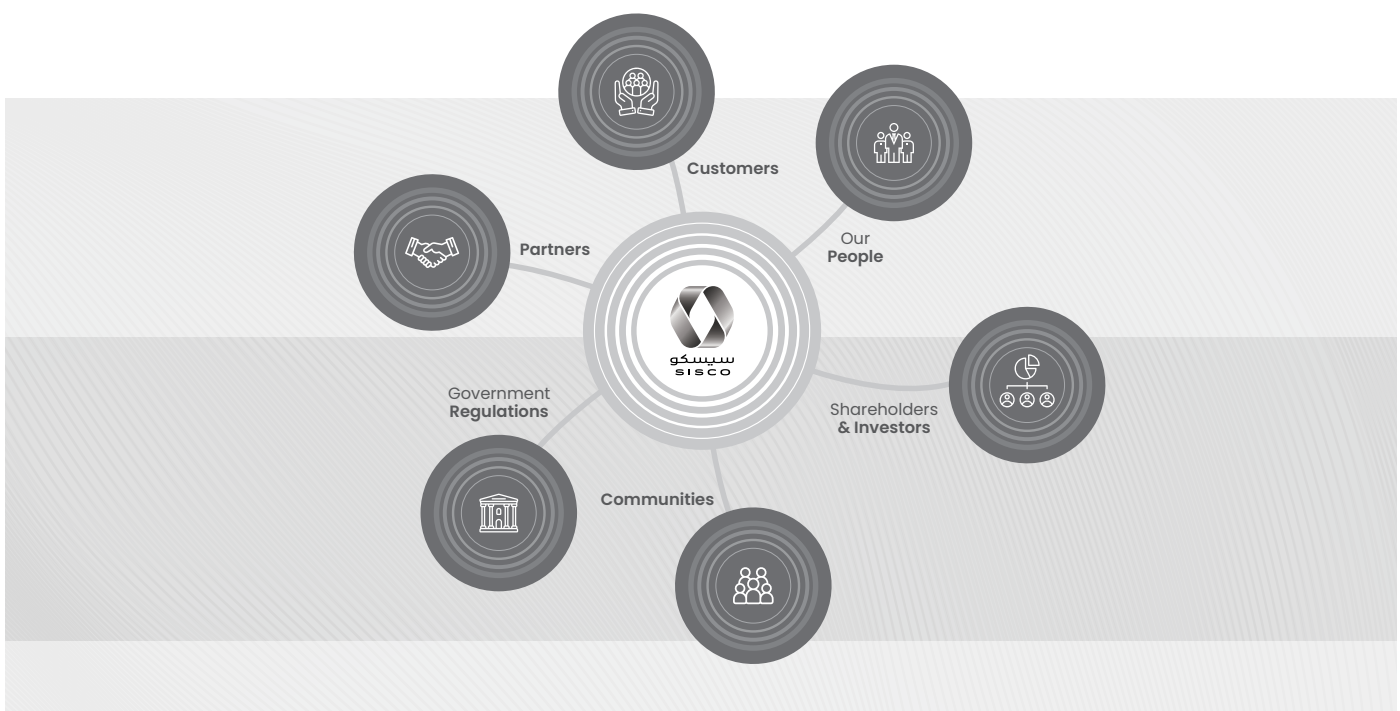 Customers
Our
People
Partners
سيسكو
SISCO
Government
Regulations
Shareholders
& Investors
Communities